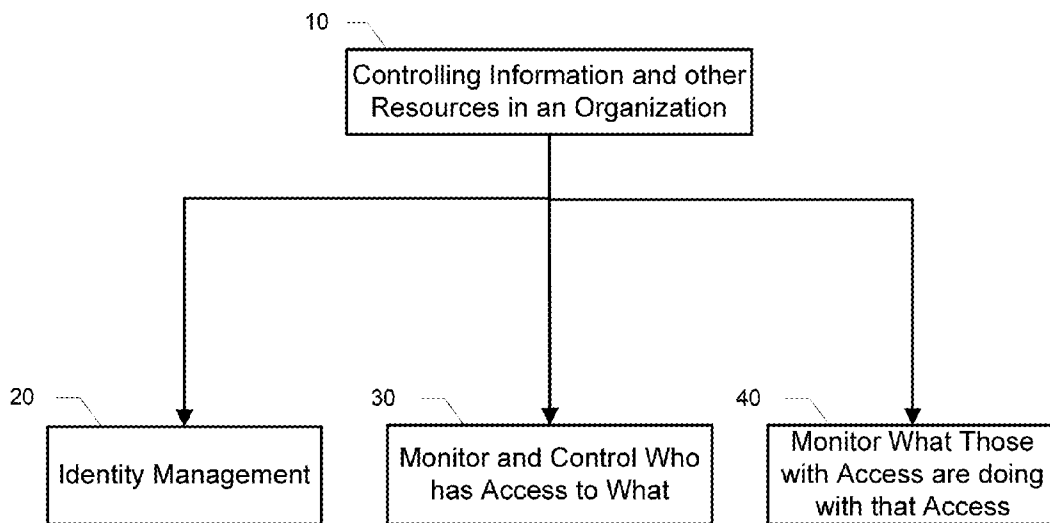 10
Controlling Information and other
Resources in an Organization
20
Identity Management
30
Monitor and Control Who
has Access to What
40
Monitor What Those
with Access are doing
with that Access